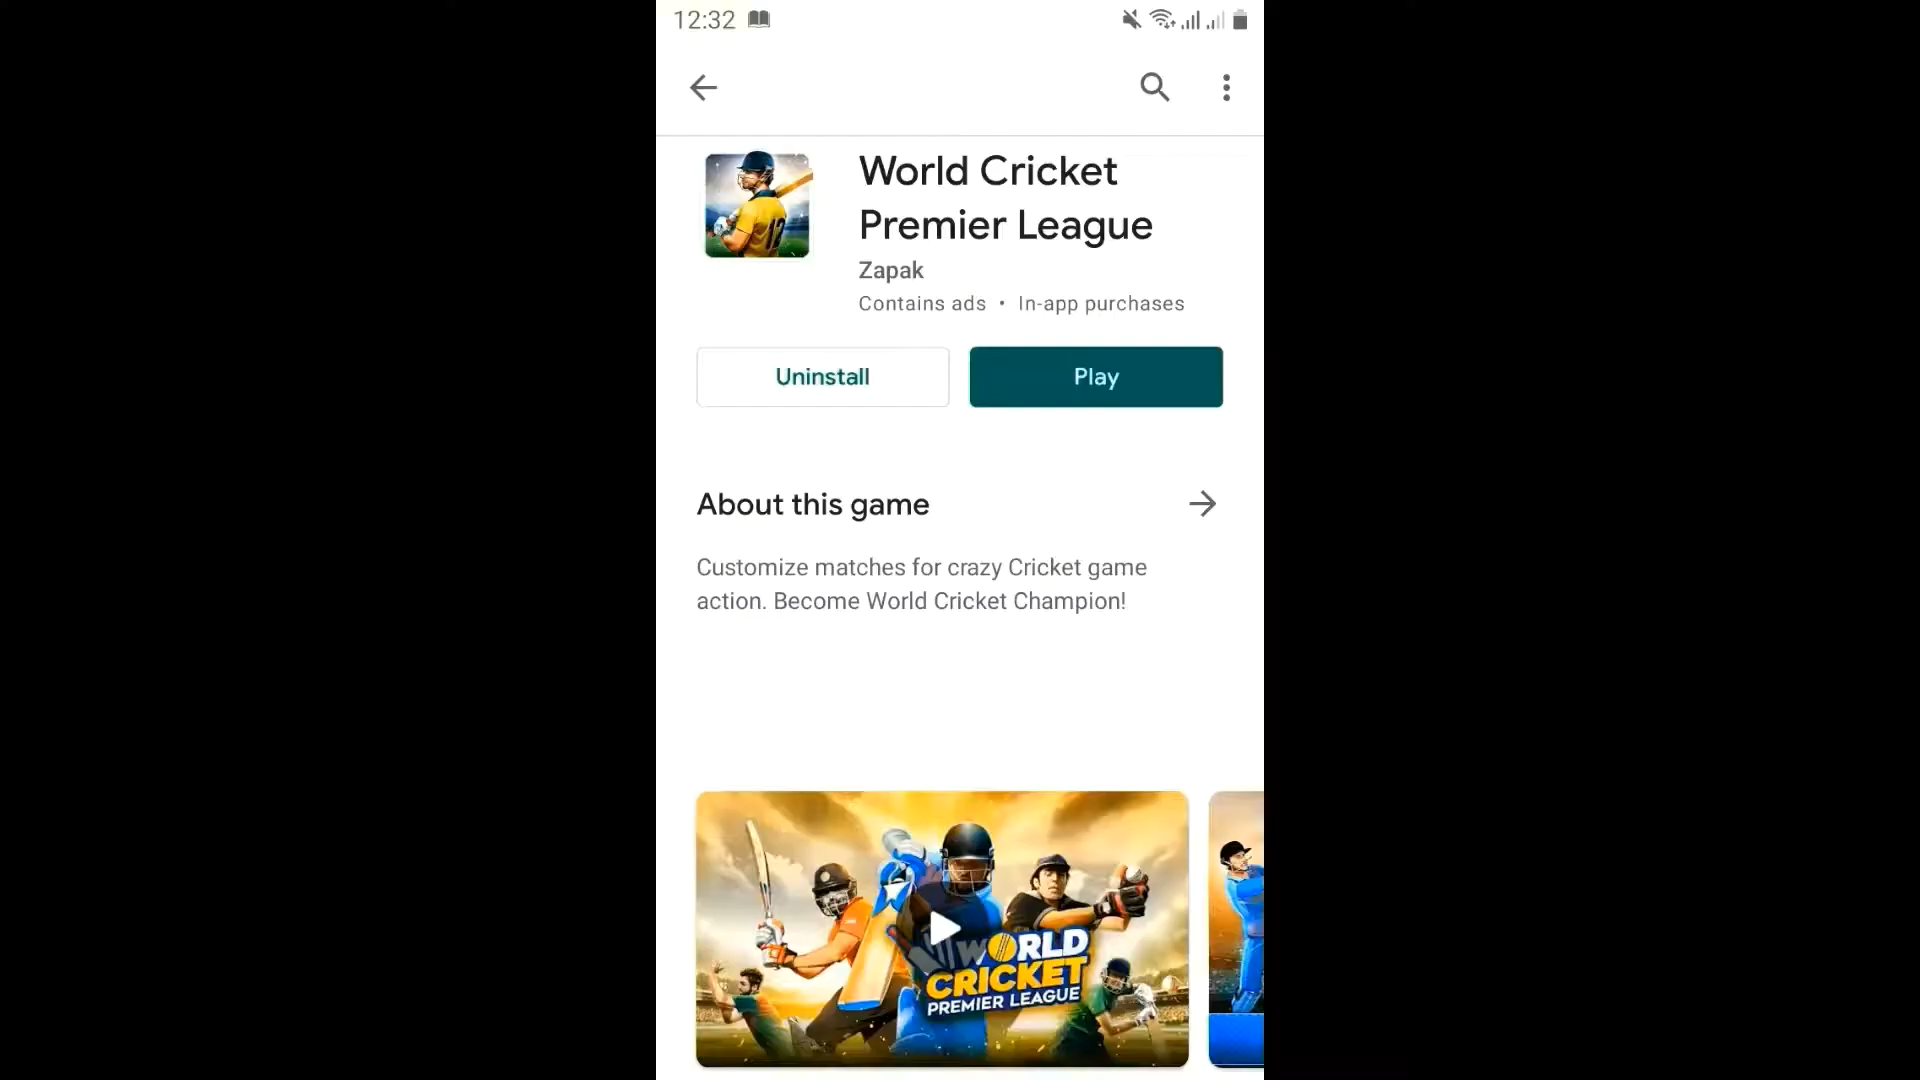 12:32
World Cricket
Premier League
Zapak
Contains ads • In-app purchases
Uninstall
Play
About this game
Customize matches for crazy Cricket game
action. Become World Cricket Champion!
12
WORLD
CRICKET
PREMIER LEAGUE